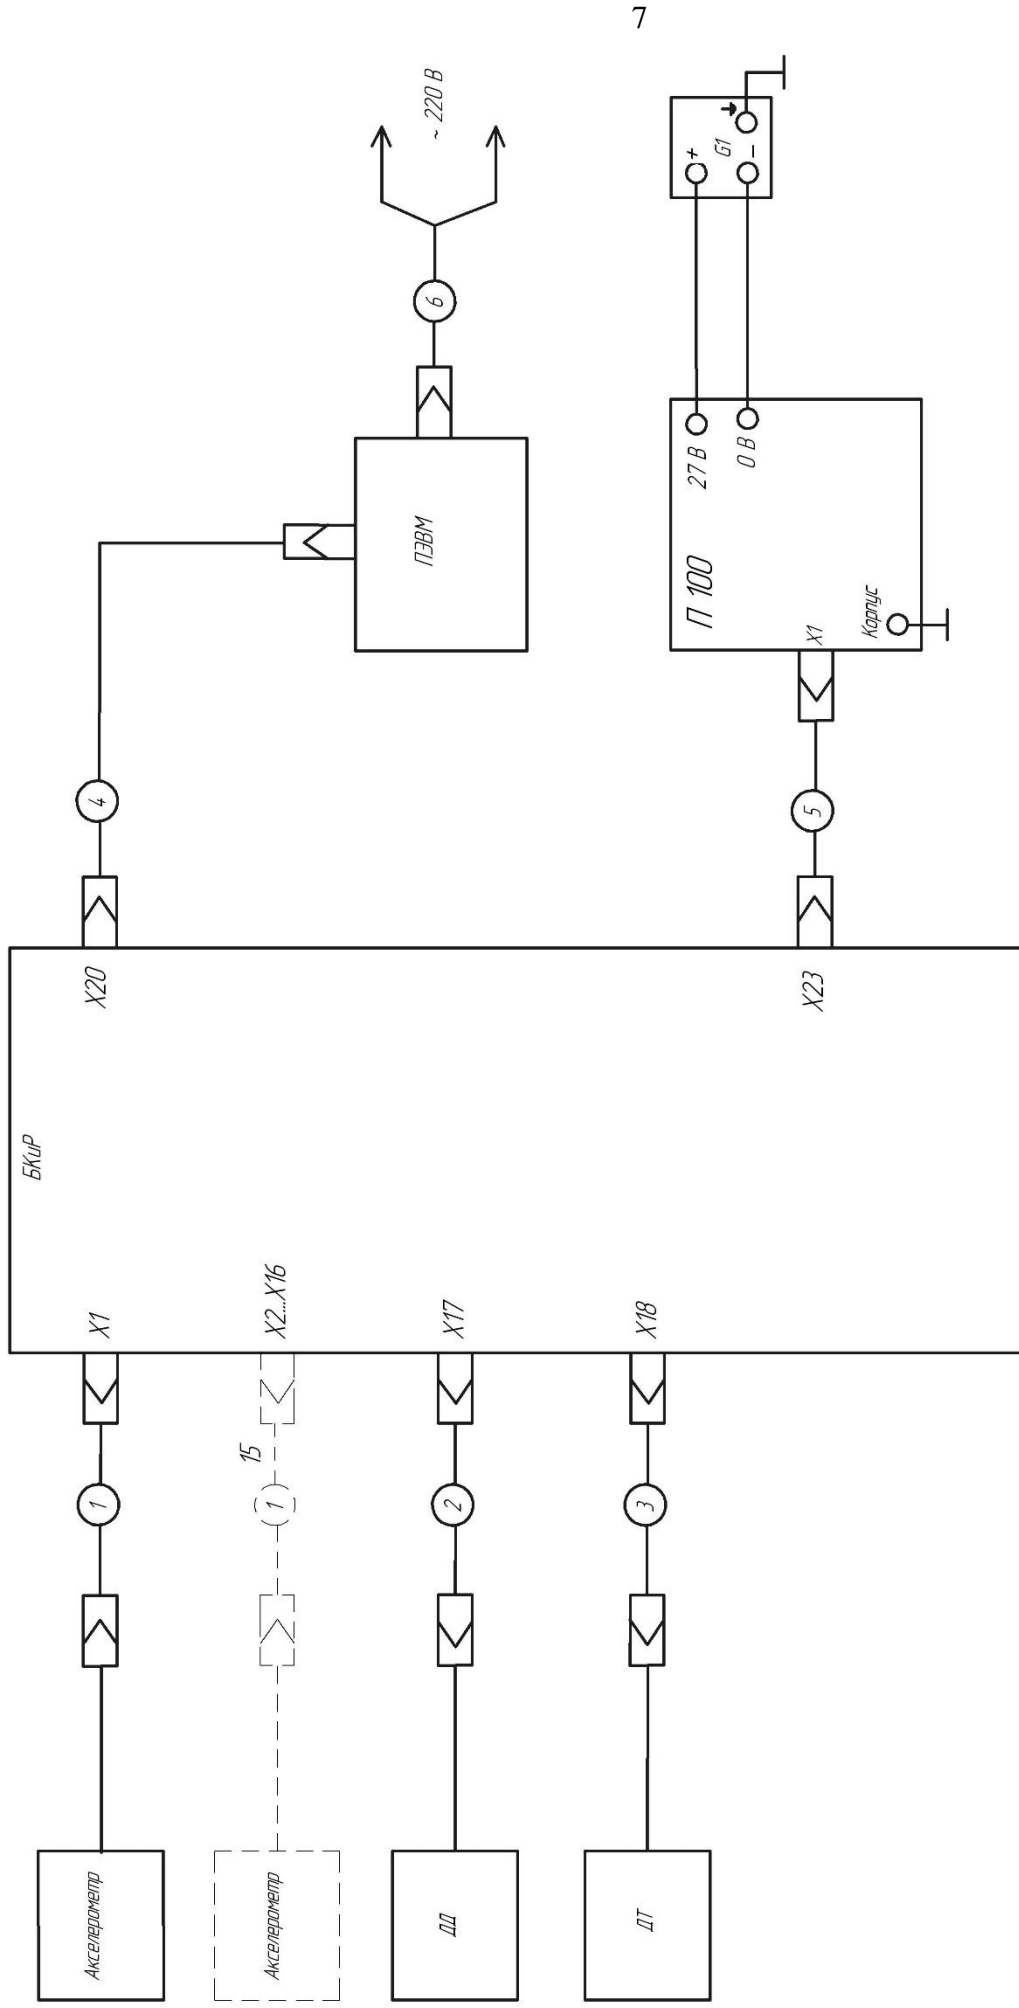 7
Акселерометр
1
X1
БКиР
X20
4
Акселерометр
1
15
X2...X16
ДД
2
X17
ПЭВМ
6
~ 220 В
ДТ
3
X18
X23
5
X1
П 100
Корпус
27 В
0 В
+
−
G1